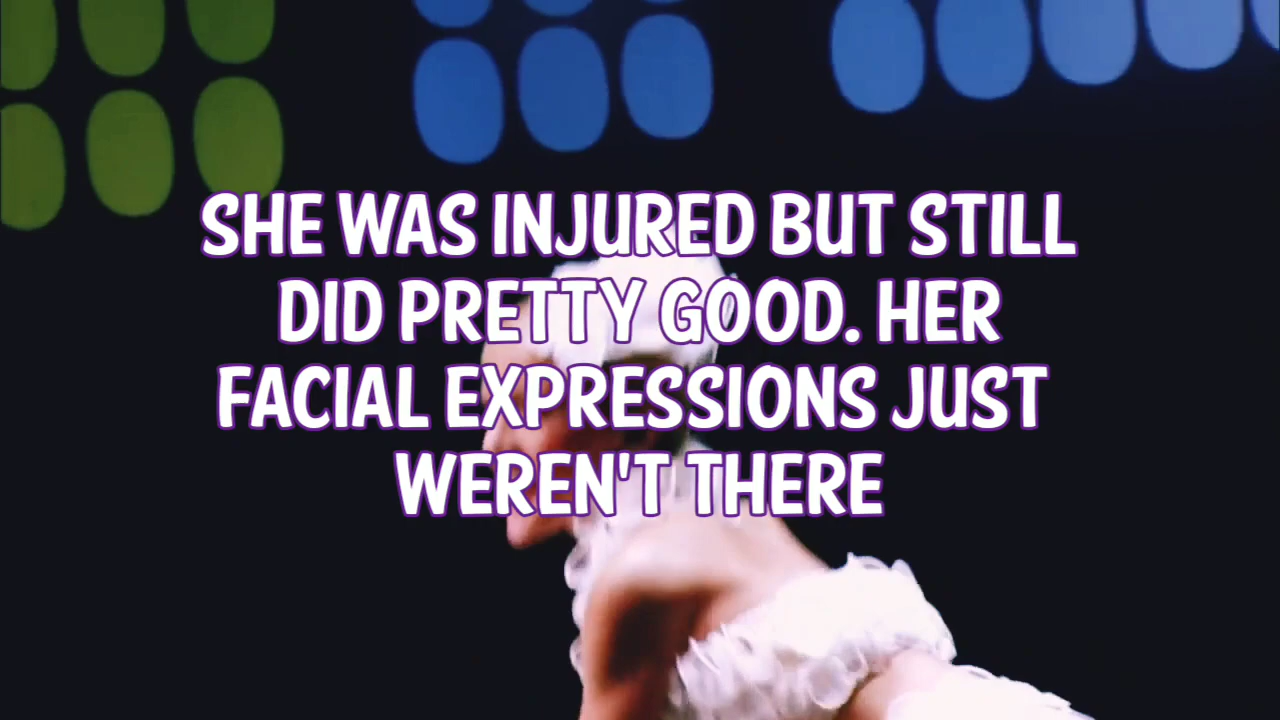 SHE WAS INJURED BUT STILL
DID PRETTY GOOD. HER
FACIAL EXPRESSIONS JUST
WEREN'T THERE